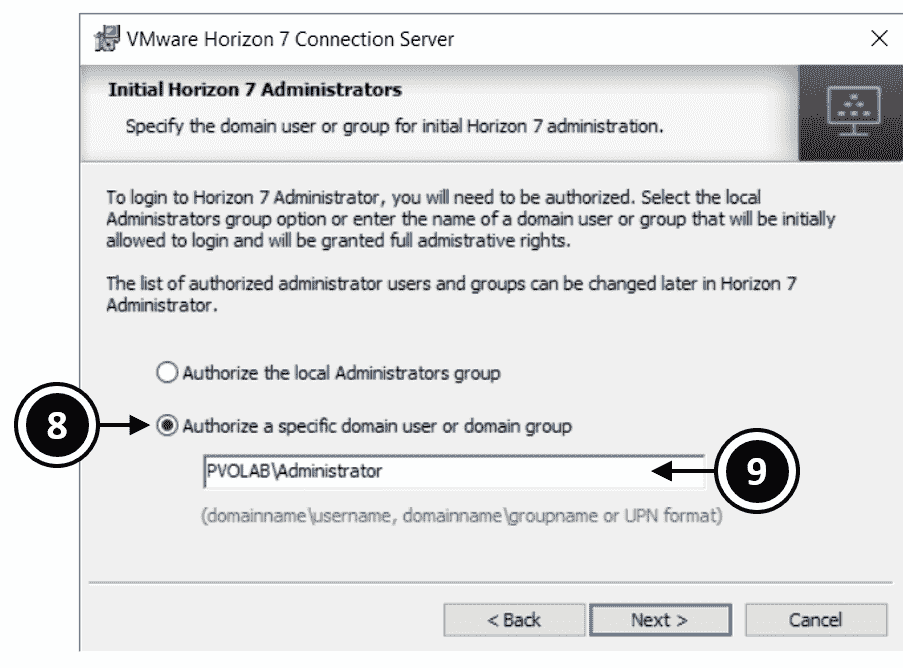 VMware Horizon 7 Connection Server
Initial Horizon 7 Administrators
Specify the domain user or group for initial Horizon 7 administration.
To login to Horizon 7 Administrator, you will need to be authorized. Select the local
Administrators group option or enter the name of a domain user or group that will be initially
allowed to login and will be granted full admistrative rights.
The list of authorized administrator users and groups can be changed later in Horizon 7
Administrator.
Authorize the local Administrators group
8 Authorize a specific domain user or domain group
PVOLAB\Administrator 9
(domainname\username, domainname\groupname or UPN format)
< Back Next > Cancel